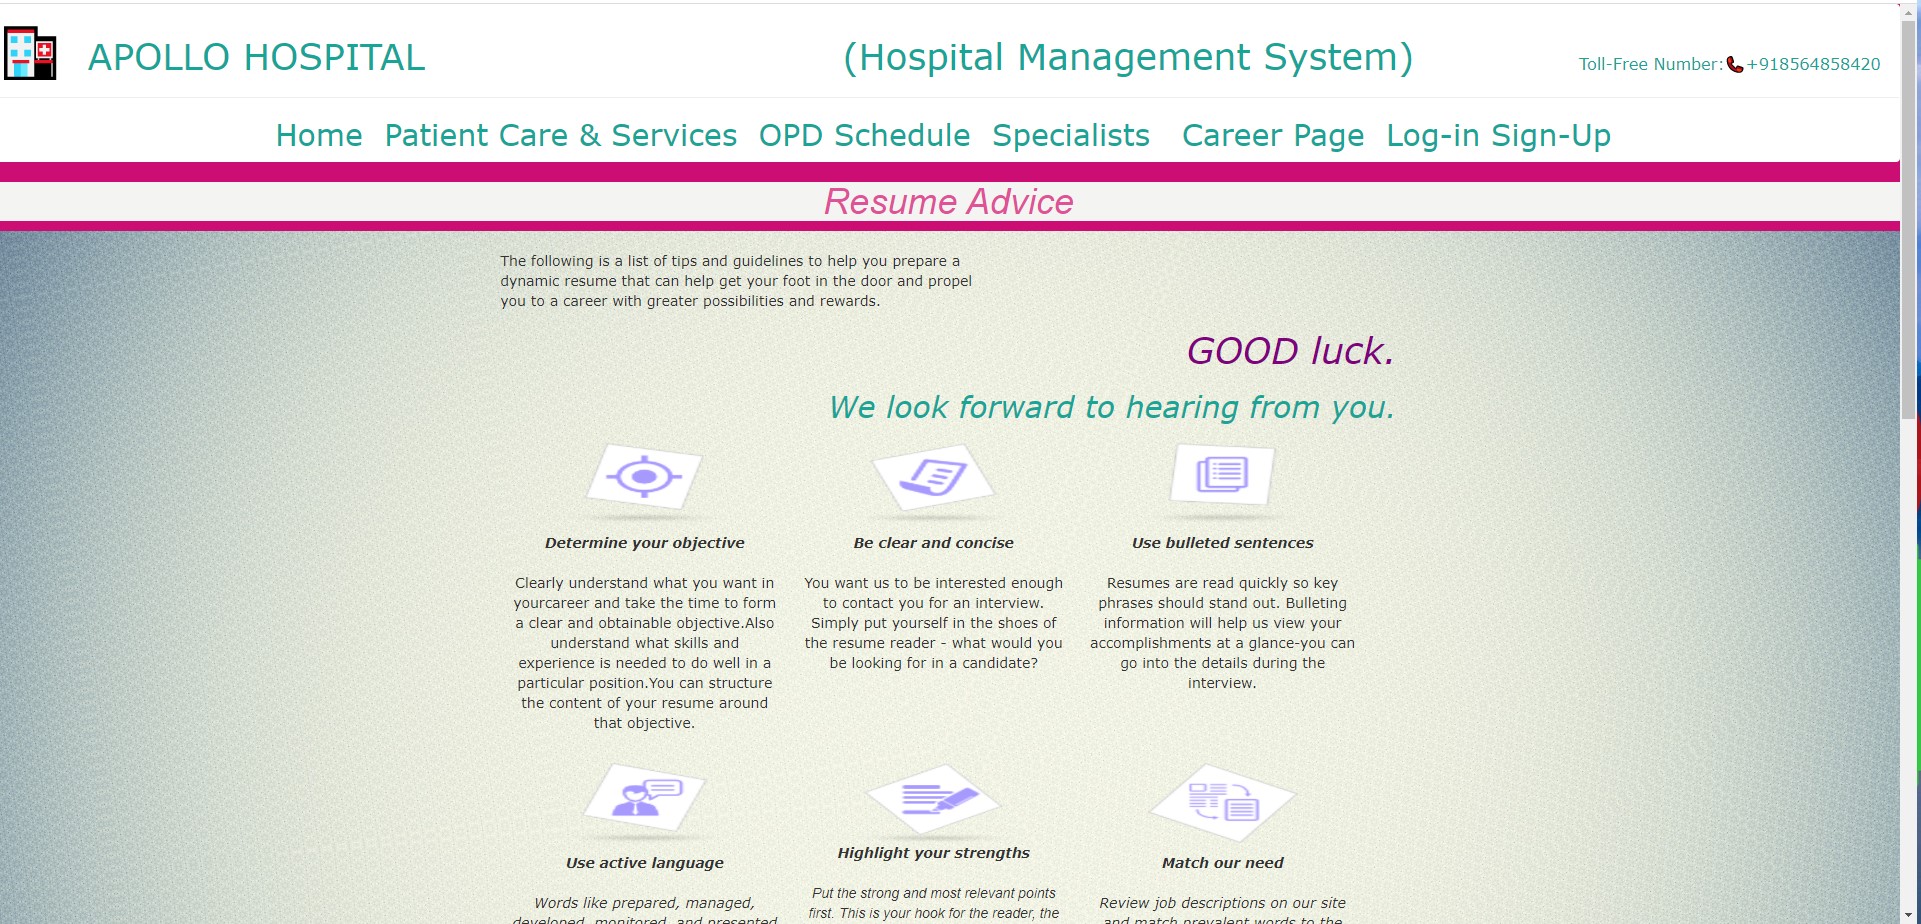 APOLLO HOSPITAL
(Hospital Management System)
Toll-Free Number: +918564858420
Home Patient Care & Services OPD Schedule Specialists Career Page Log-in Sign-Up
Resume Advice
The following is a list of tips and guidelines to help you prepare a
dynamic resume that can help get your foot in the door and propel
you to a career with greater possibilities and rewards.
GOOD luck.
We look forward to hearing from you.
Determine your objective
Clearly understand what you want in
yourcareer and take the time to form
a clear and obtainable objective.Also
understand what skills and
experience is needed to do well in a
particular position.You can structure
the content of your resume around
that objective.
Be clear and concise
You want us to be interested enough
to contact you for an interview.
Simply put yourself in the shoes of
the resume reader - what would you
be looking for in a candidate?
Use bulleted sentences
Resumes are read quickly so key
phrases should stand out. Bulleting
information will help us view your
accomplishments at a glance-you can
go into the details during the
interview.
Use active language
Words like prepared, managed,
developed, monitored, and presented
Highlight your strengths
Put the strong and most relevant points
first. This is your hook for the reader, the
Match our need
Review job descriptions on our site
and match prevalent words to the